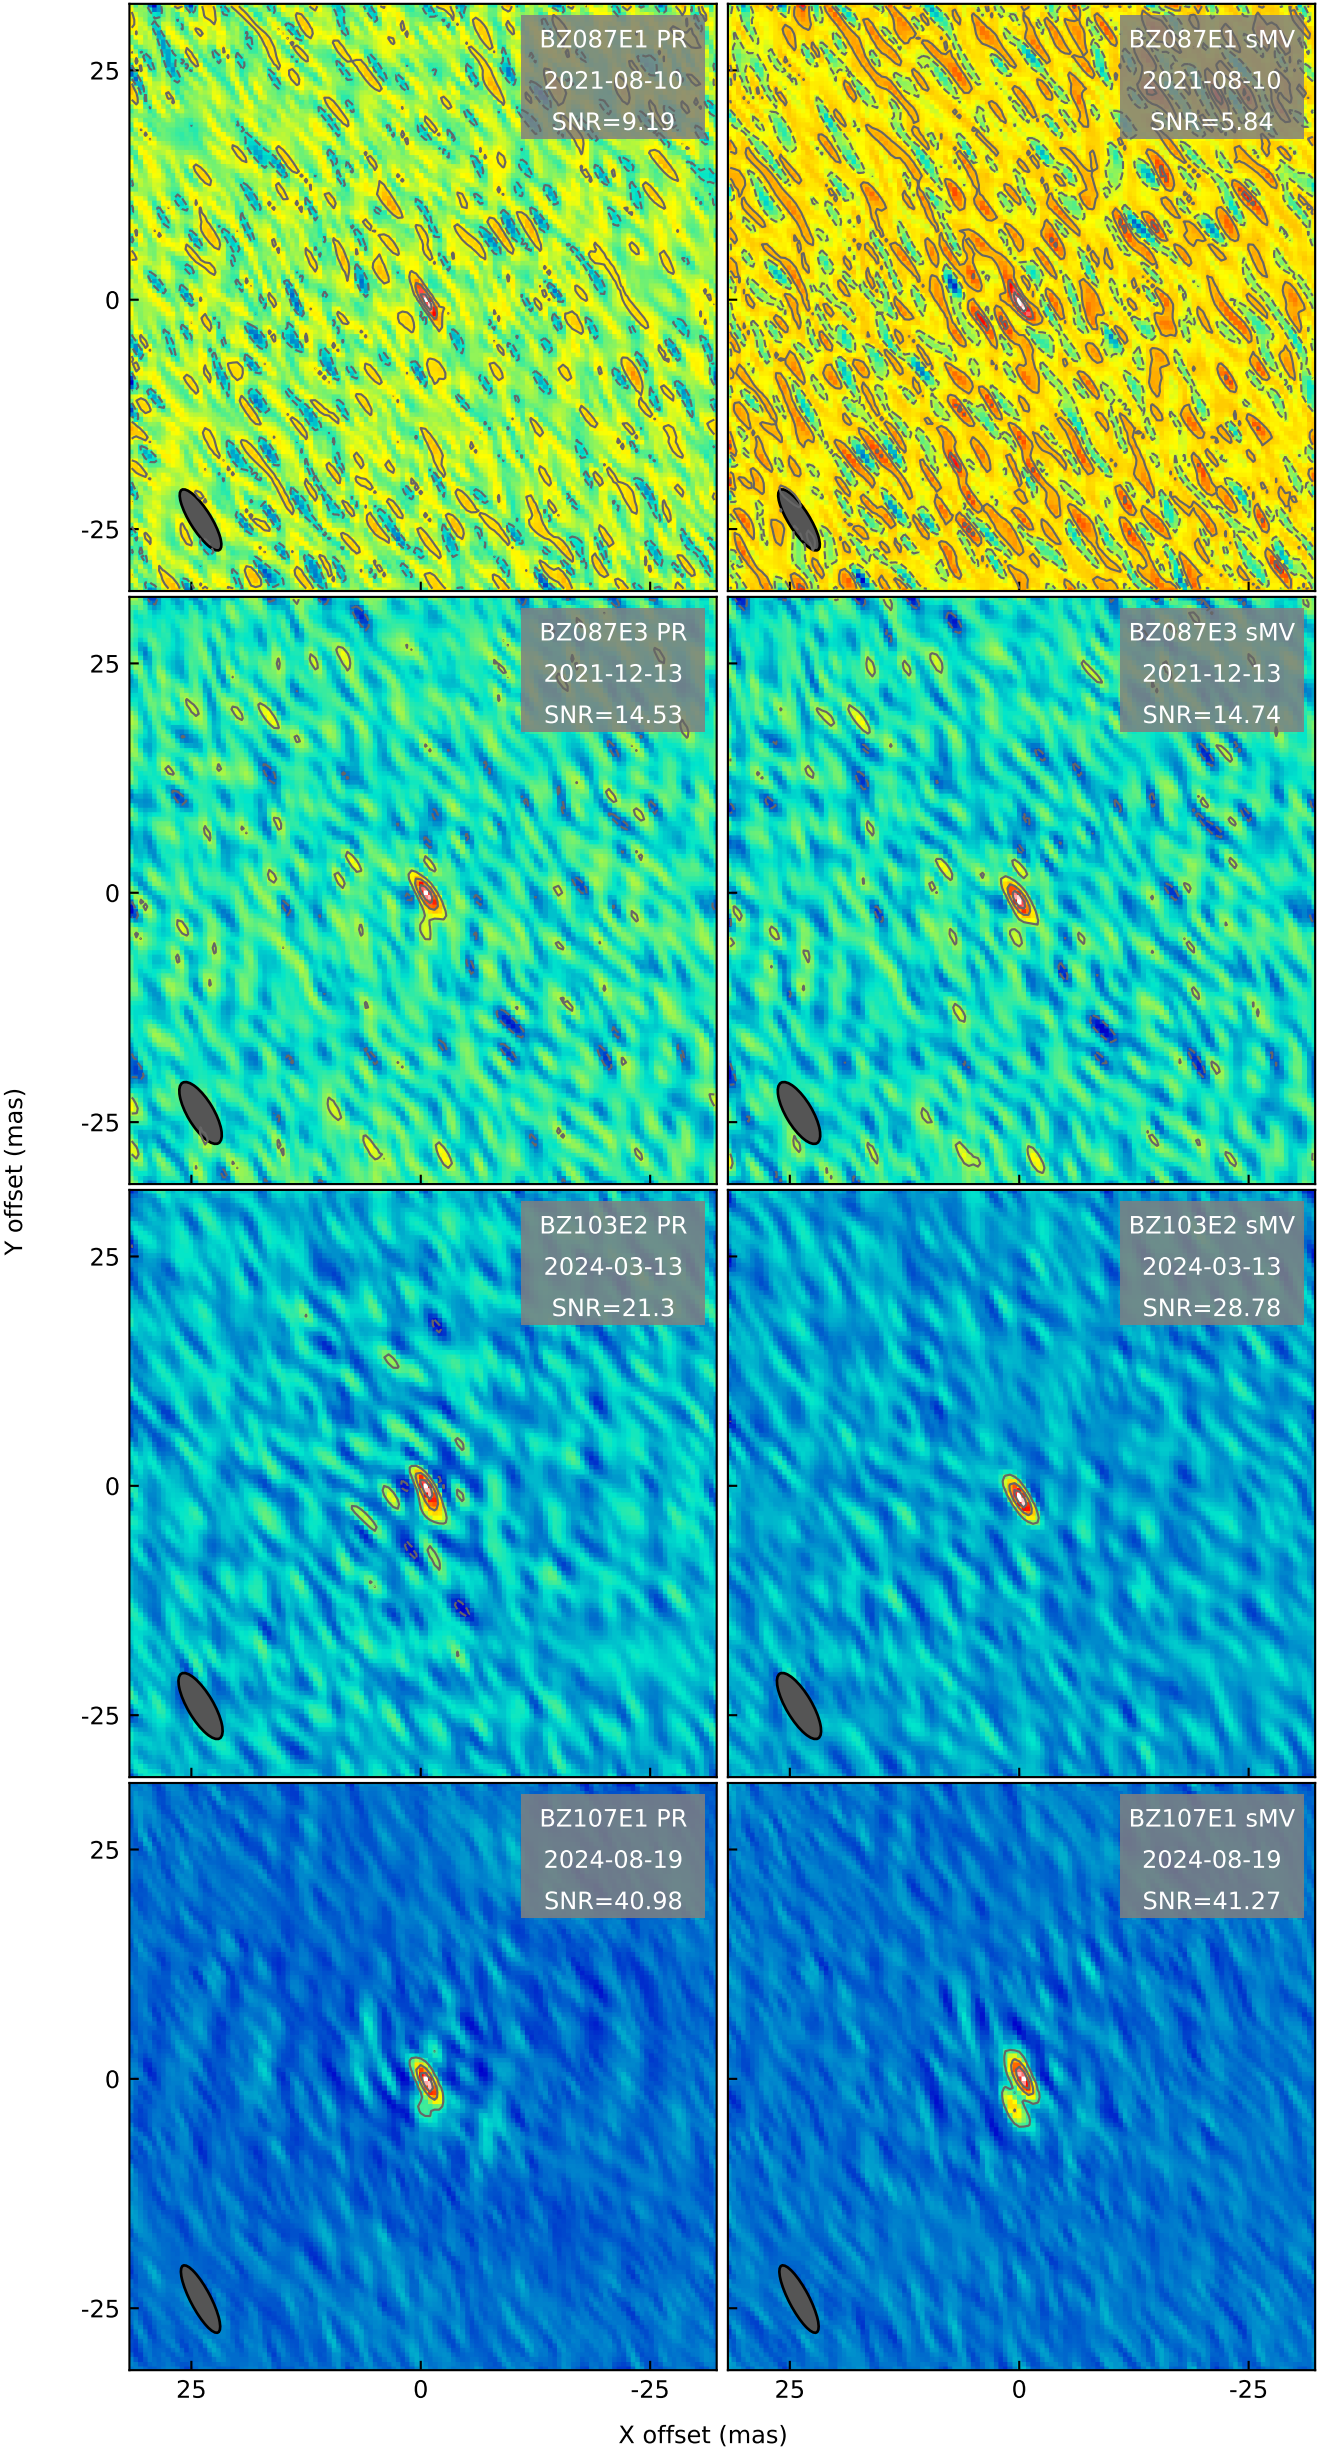 BZ087E1 PR
2021-08-10
SNR=9.19
BZ087E1 sMV
2021-08-10
SNR=5.84
25
0
-25
BZ087E3 PR
2021-12-13
SNR=14.53
BZ087E3 sMV
2021-12-13
SNR=14.74
25
0
-25
Y offset (mas)
BZ103E2 PR
2024-03-13
SNR=21.3
BZ103E2 sMV
2024-03-13
SNR=28.78
25
0
-25
BZ107E1 PR
2024-08-19
SNR=40.98
BZ107E1 sMV
2024-08-19
SNR=41.27
25
0
-25
25 0 -25 25 0 -25
X offset (mas)